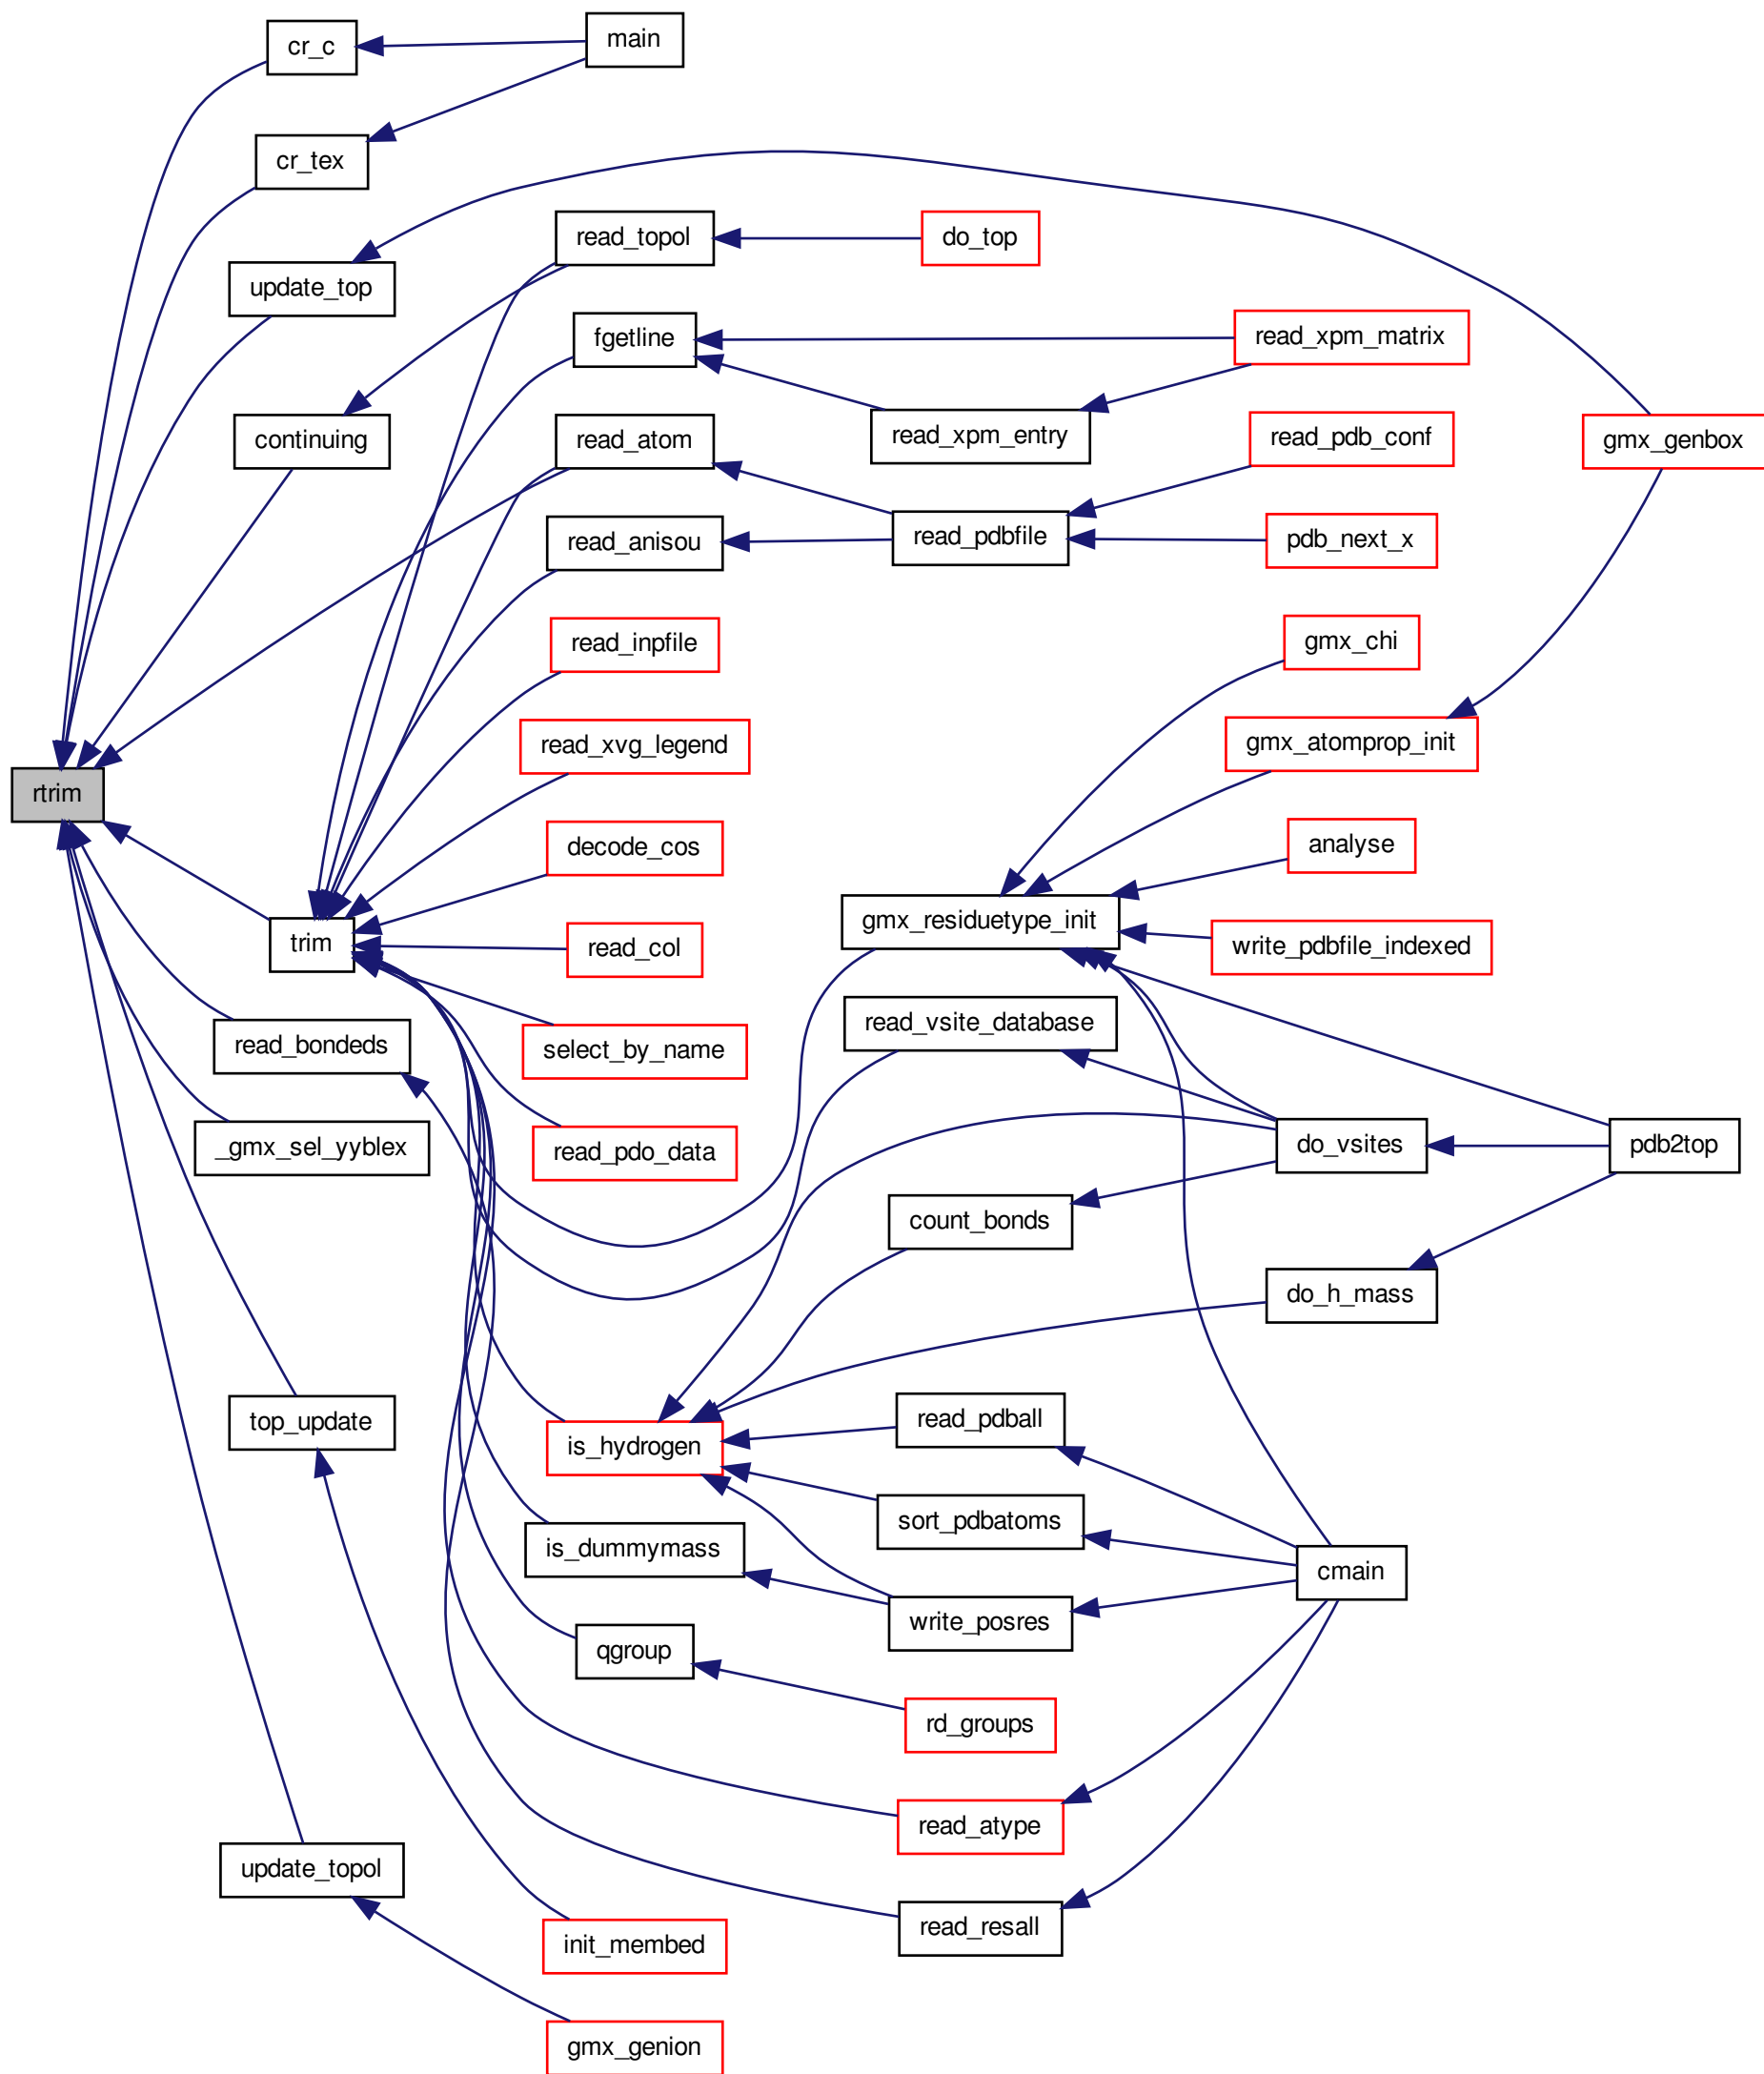 main
cr_c
cr_tex
read_topol
do_top
update_top
fgetline
read_xpm_matrix
read_xpm_entry
continuing
read_atom
read_pdb_conf
gmx_genbox
read_anisou
read_pdbfile
pdb_next_x
read_inpfile
gmx_chi
read_xvg_legend
gmx_atomprop_init
rtrim
decode_cos
analyse
trim
read_col
gmx_residuetype_init
write_pdbfile_indexed
read_vsite_database
read_bondeds
select_by_name
_gmx_sel_yyblex
read_pdo_data
do_vsites
pdb2top
count_bonds
do_h_mass
top_update
is_hydrogen
read_pdball
sort_pdbatoms
is_dummymass
cmain
write_posres
qgroup
rd_groups
read_atype
update_topol
read_resall
init_membed
gmx_genion